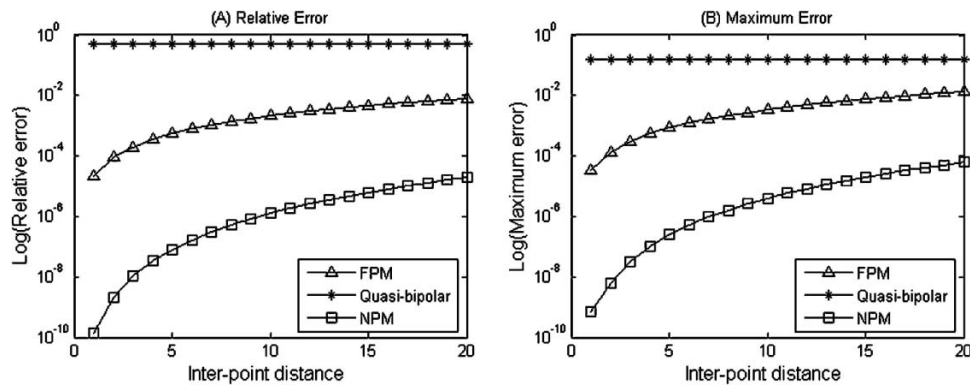 (A) Relative Error
Log(Relative error)
10^0
10^-2
10^-4
10^-6
10^-8
10^-10
0 5 10 15 20
Inter-point distance
FPM
Quasi-bipolar
NPM
(B) Maximum Error
Log(Maximum error)
10^0
10^-2
10^-4
10^-6
10^-8
10^-10
0 5 10 15 20
Inter-point distance
FPM
Quasi-bipolar
NPM